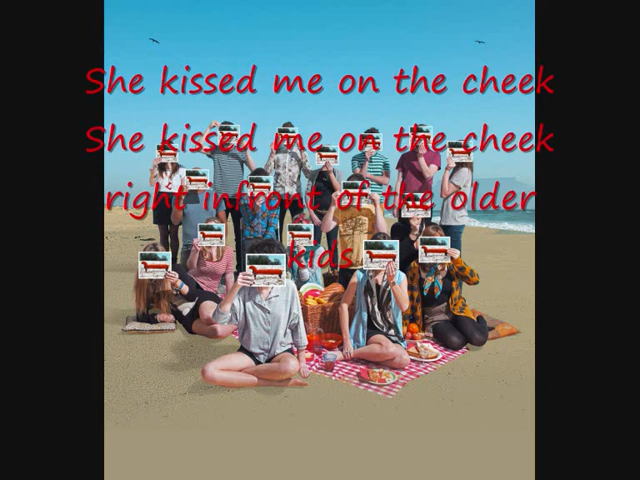 She kissed me on the cheek
She kissed me on the cheek
right infront of the older
kids